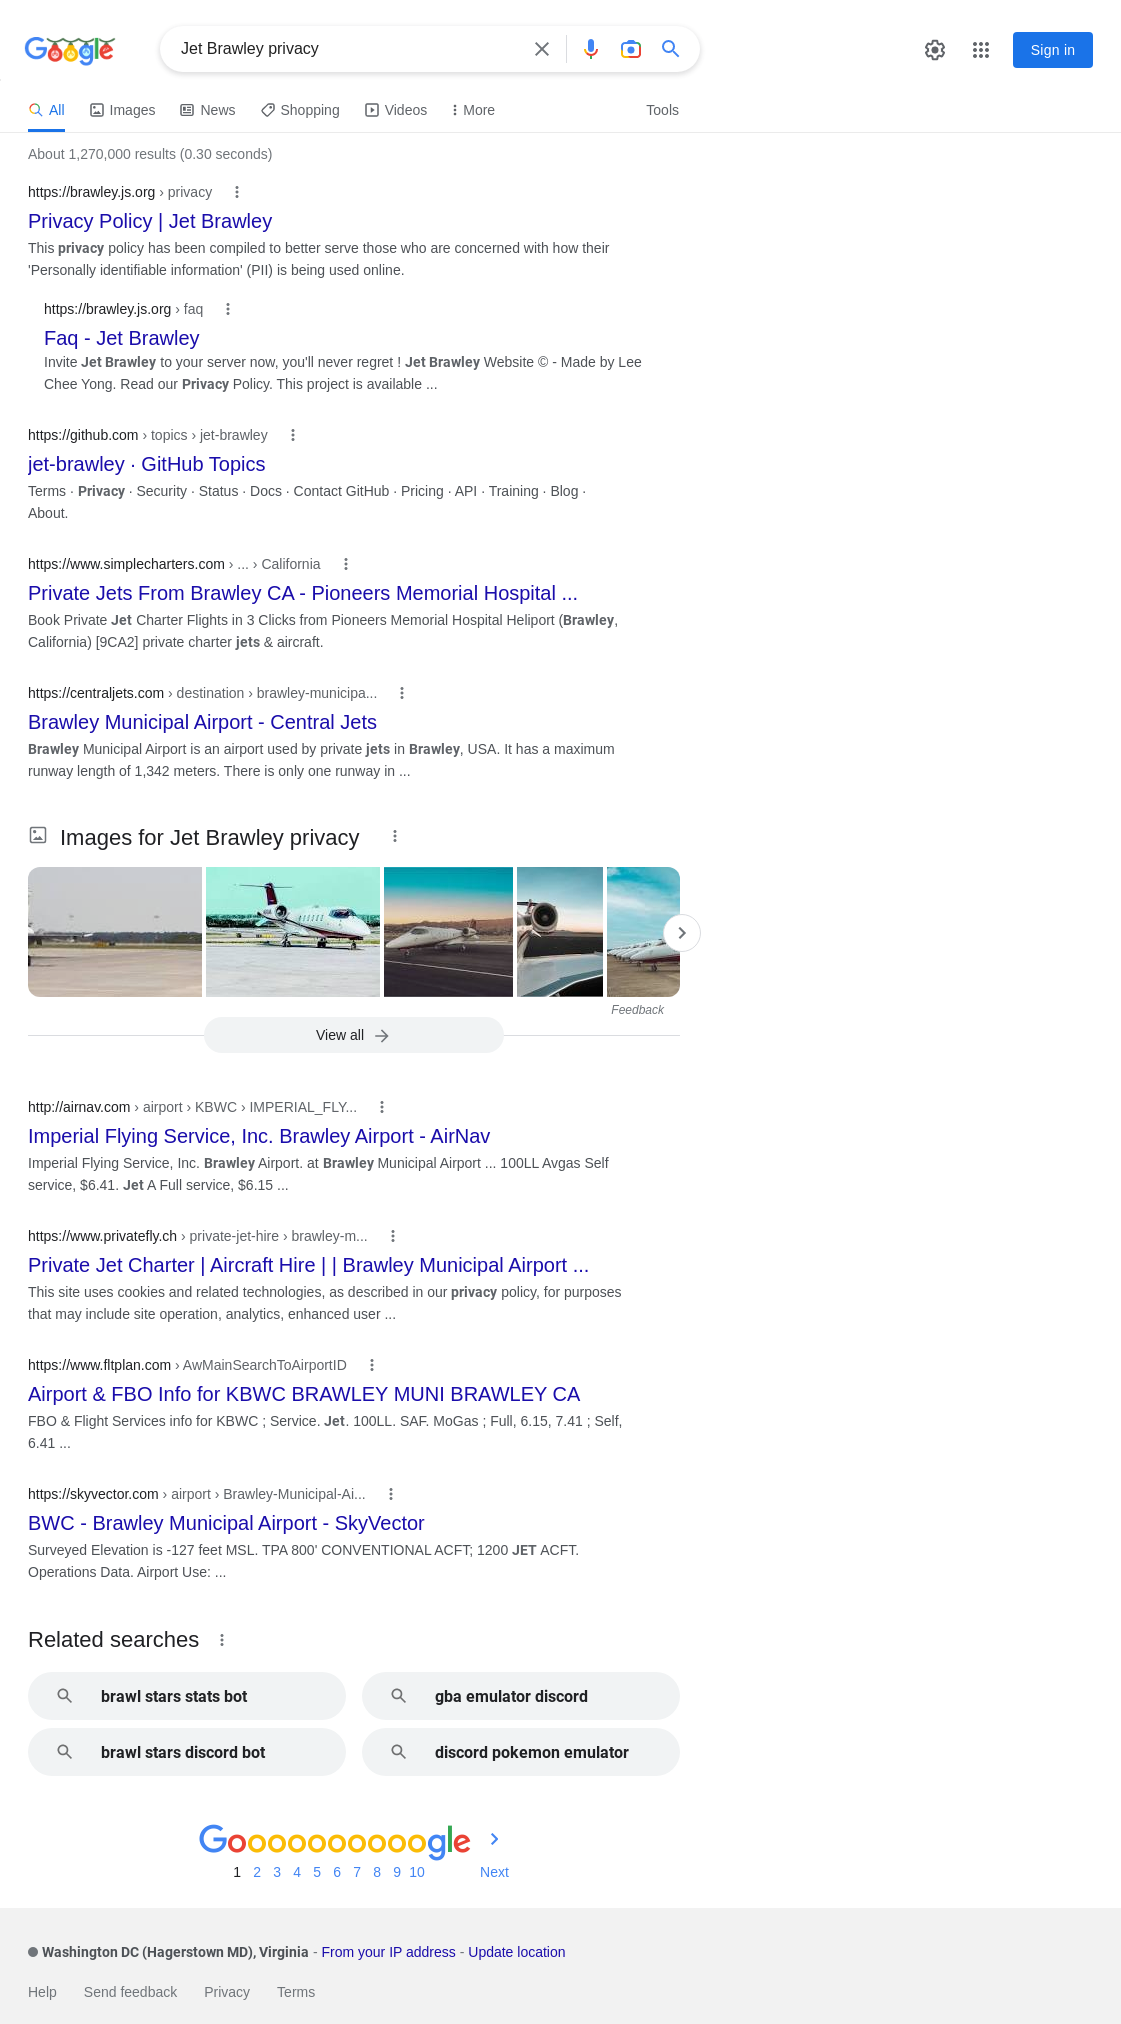 Google
Jet Brawley privacy
Sign in
All
Images
News
Shopping
Videos
More
Tools
About 1,270,000 results (0.30 seconds)
https://brawley.js.org › privacy
Privacy Policy | Jet Brawley
This privacy policy has been compiled to better serve those who are concerned with how their
'Personally identifiable information' (PII) is being used online.
https://brawley.js.org › faq
Faq - Jet Brawley
Invite Jet Brawley to your server now, you'll never regret ! Jet Brawley Website © - Made by Lee
Chee Yong. Read our Privacy Policy. This project is available ...
https://github.com › topics › jet-brawley
jet-brawley · GitHub Topics
Terms · Privacy · Security · Status · Docs · Contact GitHub · Pricing · API · Training · Blog ·
About.
https://www.simplecharters.com › ... › California
Private Jets From Brawley CA - Pioneers Memorial Hospital ...
Book Private Jet Charter Flights in 3 Clicks from Pioneers Memorial Hospital Heliport (Brawley,
California) [9CA2] private charter jets & aircraft.
https://centraljets.com › destination › brawley-municipa...
Brawley Municipal Airport - Central Jets
Brawley Municipal Airport is an airport used by private jets in Brawley, USA. It has a maximum
runway length of 1,342 meters. There is only one runway in ...
Images for Jet Brawley privacy
Feedback
View all
http://airnav.com › airport › KBWC › IMPERIAL_FLY...
Imperial Flying Service, Inc. Brawley Airport - AirNav
Imperial Flying Service, Inc. Brawley Airport. at Brawley Municipal Airport ... 100LL Avgas Self
service, $6.41. Jet A Full service, $6.15 ...
https://www.privatefly.ch › private-jet-hire › brawley-m...
Private Jet Charter | Aircraft Hire | | Brawley Municipal Airport ...
This site uses cookies and related technologies, as described in our privacy policy, for purposes
that may include site operation, analytics, enhanced user ...
https://www.fltplan.com › AwMainSearchToAirportID
Airport & FBO Info for KBWC BRAWLEY MUNI BRAWLEY CA
FBO & Flight Services info for KBWC ; Service. Jet. 100LL. SAF. MoGas ; Full, 6.15, 7.41 ; Self,
6.41 ...
https://skyvector.com › airport › Brawley-Municipal-Ai...
BWC - Brawley Municipal Airport - SkyVector
Surveyed Elevation is -127 feet MSL. TPA 800' CONVENTIONAL ACFT; 1200 JET ACFT.
Operations Data. Airport Use: ...
Related searches
brawl stars stats bot
gba emulator discord
brawl stars discord bot
discord pokemon emulator
Goooooooooogle
1 2 3 4 5 6 7 8 9 10 Next
Washington DC (Hagerstown MD), Virginia - From your IP address - Update location
Help Send feedback Privacy Terms